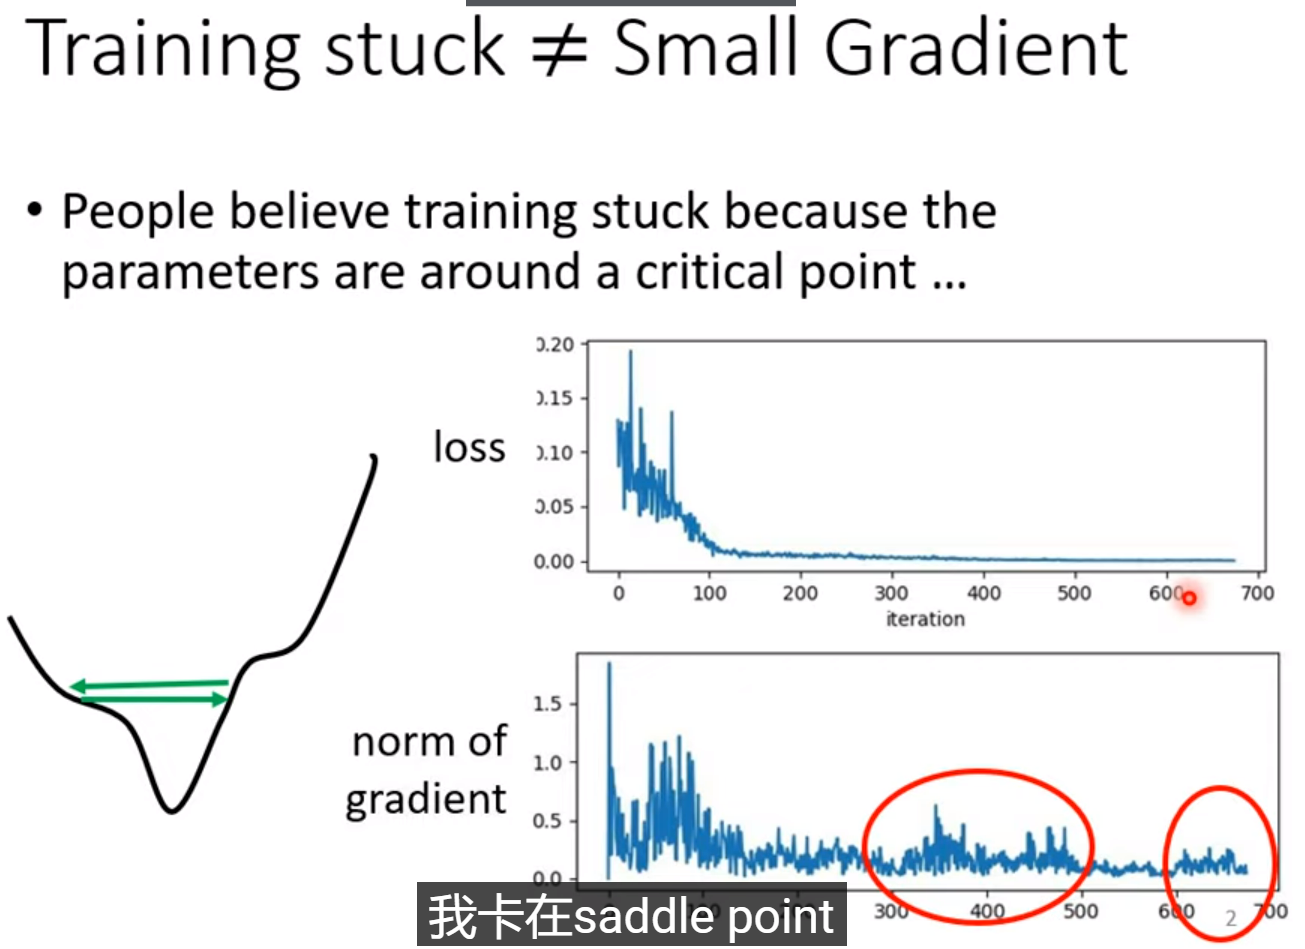 Training stuck ≠ Small Gradient
• People believe training stuck because the
parameters are around a critical point ...
loss
0.20
0.15
0.10
0.05
0.00
0 100 200 300 400 500 600 700
iteration
norm of
gradient
1.5
1.0
0.5
0.0
0 100 200 300 400 500 600 700
2
我卡在saddle point